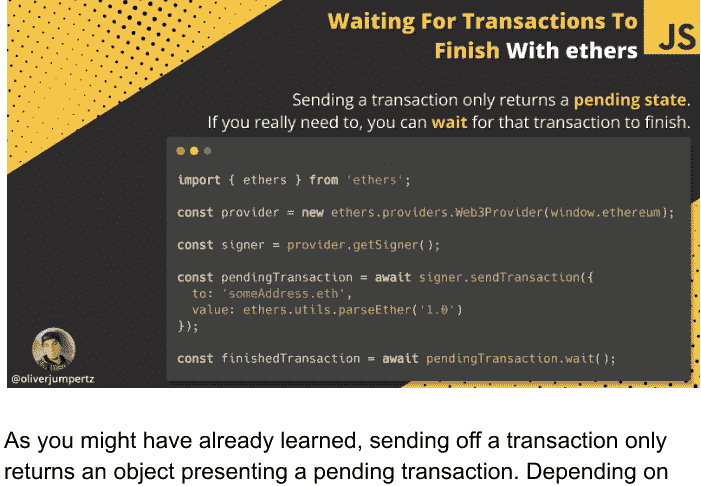 Waiting For Transactions To
Finish With ethers
JS
Sending a transaction only returns a pending state.
If you really need to, you can wait for that transaction to finish.
import { ethers } from 'ethers';
const provider = new ethers.providers.Web3Provider(window.ethereum);
const signer = provider.getSigner();
const pendingTransaction = await signer.sendTransaction({
to: 'someAddress.eth',
value: ethers.utils.parseEther('1.0')
});
const finishedTransaction = await pendingTransaction.wait();
@oliverjumpertz
As you might have already learned, sending off a transaction only
returns an object presenting a pending transaction. Depending on